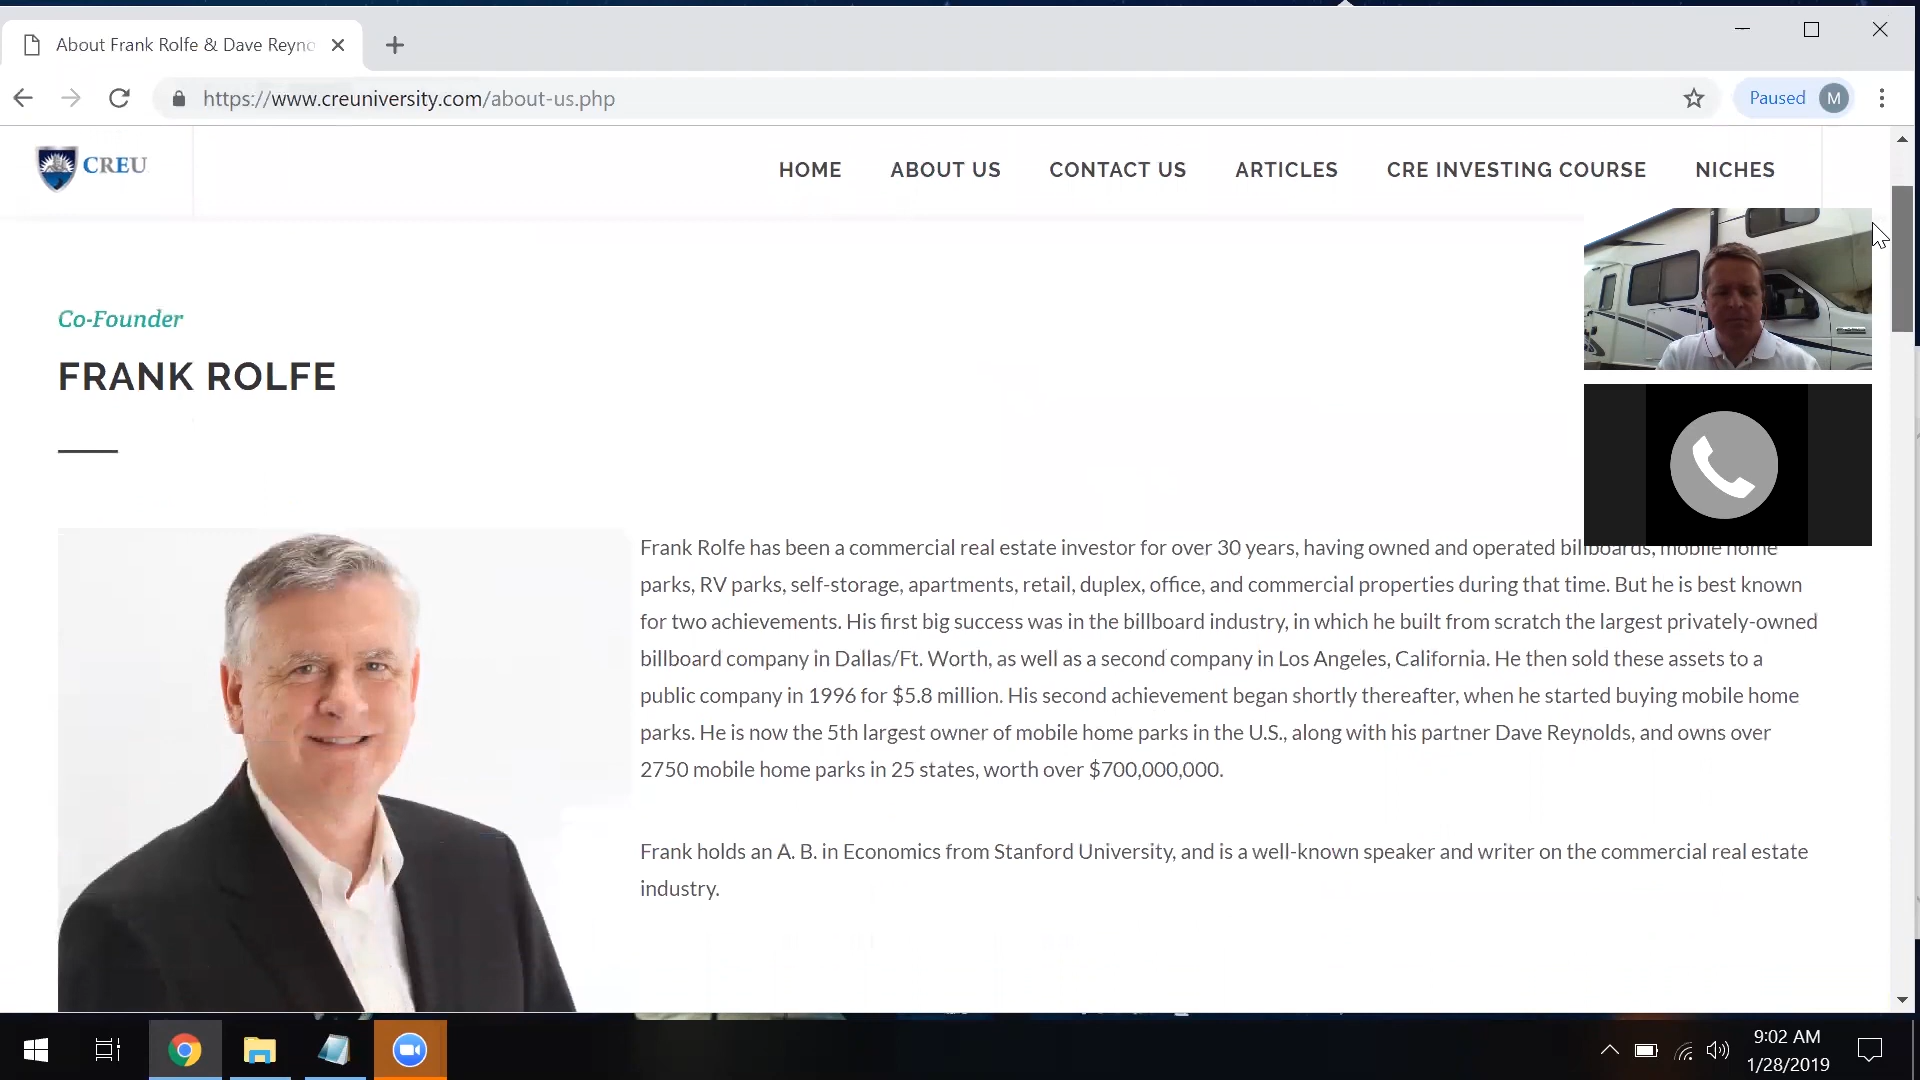 About Frank Rolfe & Dave Reyno
https://www.creuniversity.com/about-us.php
Paused M
CREU
HOME ABOUT US CONTACT US ARTICLES CRE INVESTING COURSE NICHES
Co-Founder
FRANK ROLFE
Frank Rolfe has been a commercial real estate investor for over 30 years, having owned and operated billboards, mobile home
parks, RV parks, self-storage, apartments, retail, duplex, office, and commercial properties during that time. But he is best known
for two achievements. His first big success was in the billboard industry, in which he built from scratch the largest privately-owned
billboard company in Dallas/Ft. Worth, as well as a second company in Los Angeles, California. He then sold these assets to a
public company in 1996 for $5.8 million. His second achievement began shortly thereafter, when he started buying mobile home
parks. He is now the 5th largest owner of mobile home parks in the U.S., along with his partner Dave Reynolds, and owns over
2750 mobile home parks in 25 states, worth over $700,000,000.
Frank holds an A. B. in Economics from Stanford University, and is a well-known speaker and writer on the commercial real estate
industry.
9:02 AM
1/28/2019